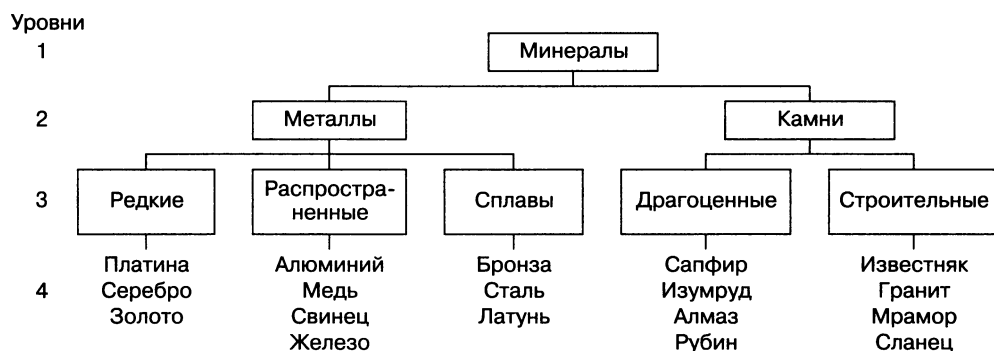 Уровни
1 Минералы
2 Металлы Камни
3 Редкие Распростра-
ненные Сплавы Драгоценные Строительные
Платина Алюминий Бронза Сапфир Известняк
4 Серебро Медь Сталь Изумруд Гранит
Золото Свинец Латунь Алмаз Мрамор
Железо Рубин Сланец